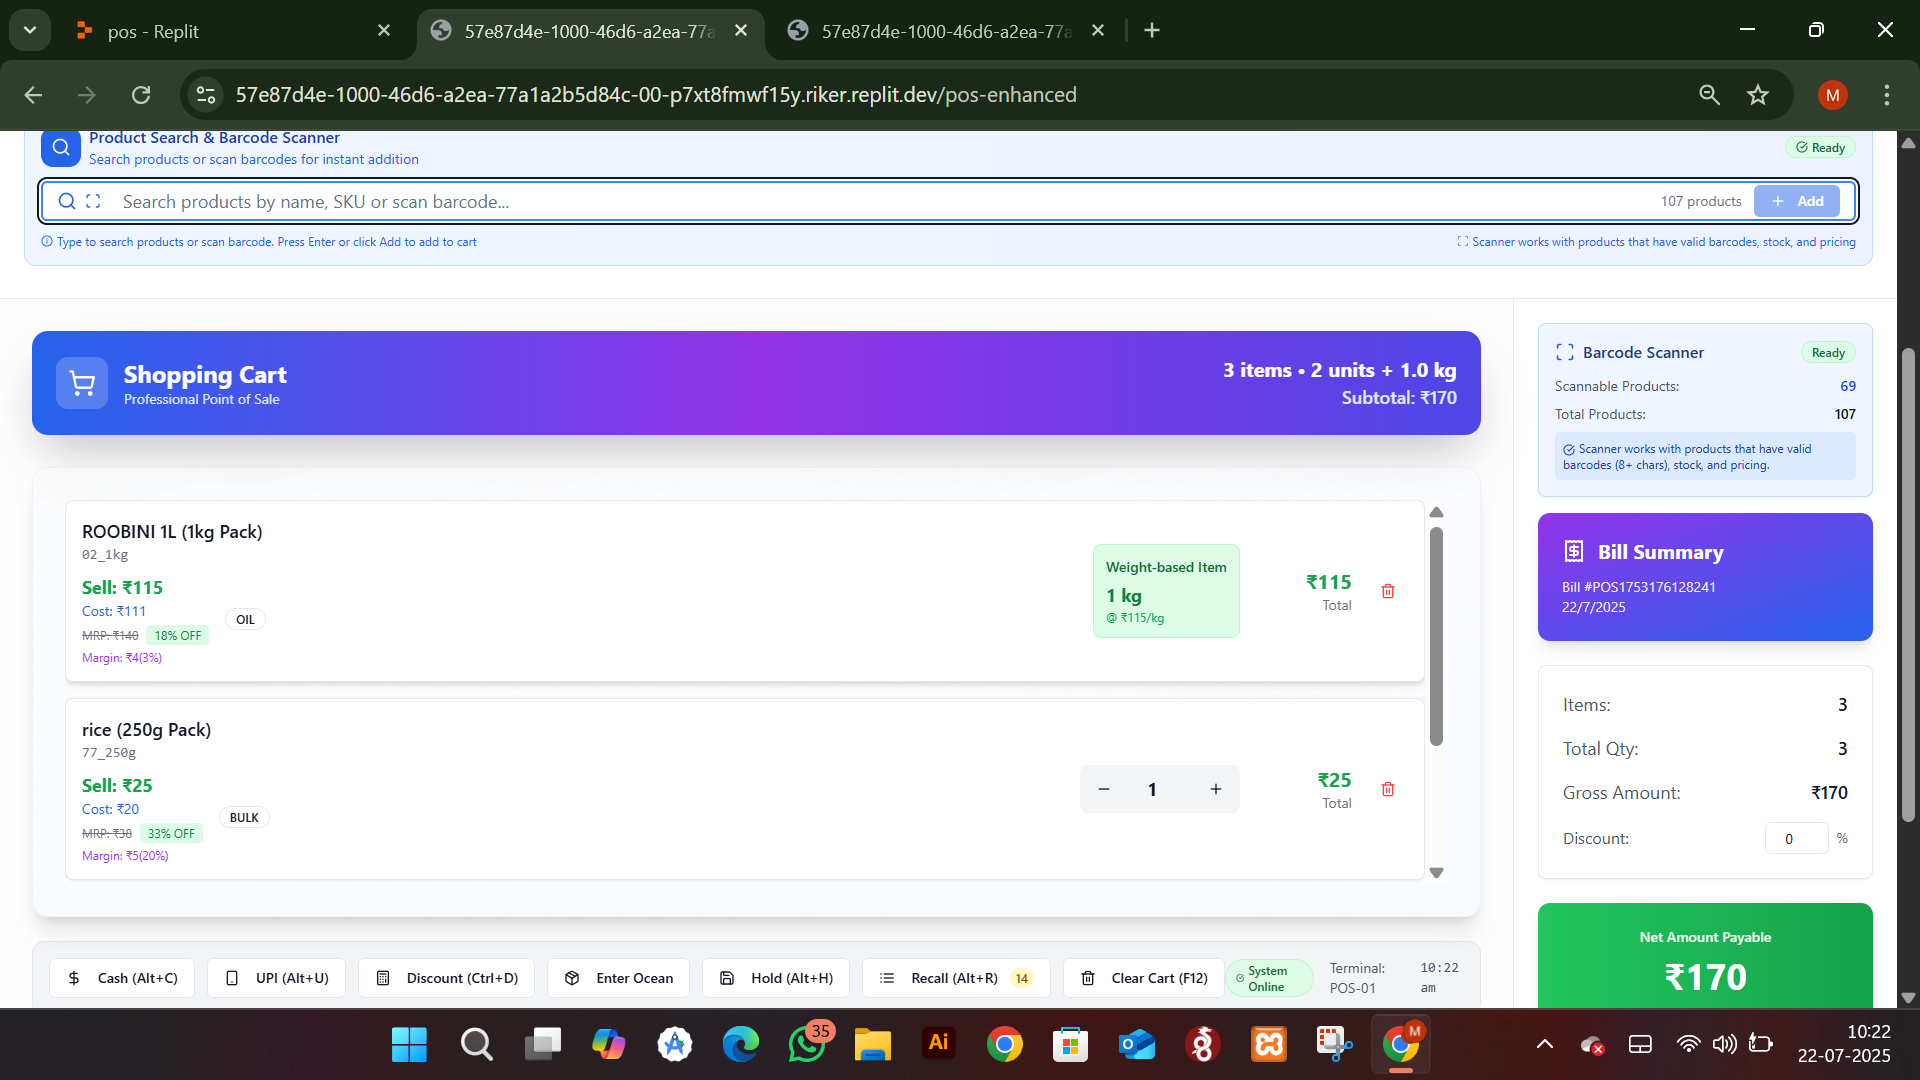 pos - Replit
57e87d4e-1000-46d6-a2ea-77a
57e87d4e-1000-46d6-a2ea-77a
57e87d4e-1000-46d6-a2ea-77a1a2b5d84c-00-p7xt8fmwf15y.riker.replit.dev/pos-enhanced
M
Product Search & Barcode Scanner
Search products or scan barcodes for instant addition
Ready
Search products by name, SKU or scan barcode...
107 products
+ Add
Type to search products or scan barcode. Press Enter or click Add to add to cart
Scanner works with products that have valid barcodes, stock, and pricing
Shopping Cart
Professional Point of Sale
3 items • 2 units + 1.0 kg
Subtotal: ₹170
ROOBINI 1L (1kg Pack)
02_1kg
Sell: ₹115
Cost: ₹111
MRP: ₹140 18% OFF
Margin: ₹4(3%)
OIL
Weight-based Item
1 kg
@ ₹115/kg
₹115
Total
rice (250g Pack)
77_250g
Sell: ₹25
Cost: ₹20
MRP: ₹38 33% OFF
Margin: ₹5(20%)
BULK
− 1 +
₹25
Total
Cash (Alt+C)
UPI (Alt+U)
Discount (Ctrl+D)
Enter Ocean
Hold (Alt+H)
Recall (Alt+R) 14
Clear Cart (F12)
System Online
Terminal: POS-01
10:22 am
Barcode Scanner
Ready
Scannable Products: 69
Total Products: 107
Scanner works with products that have valid
barcodes (8+ chars), stock, and pricing.
Bill Summary
Bill #POS1753176128241
22/7/2025
Items: 3
Total Qty: 3
Gross Amount: ₹170
Discount: 0 %
Net Amount Payable
₹170
35
Ai
M
10:22
22-07-2025